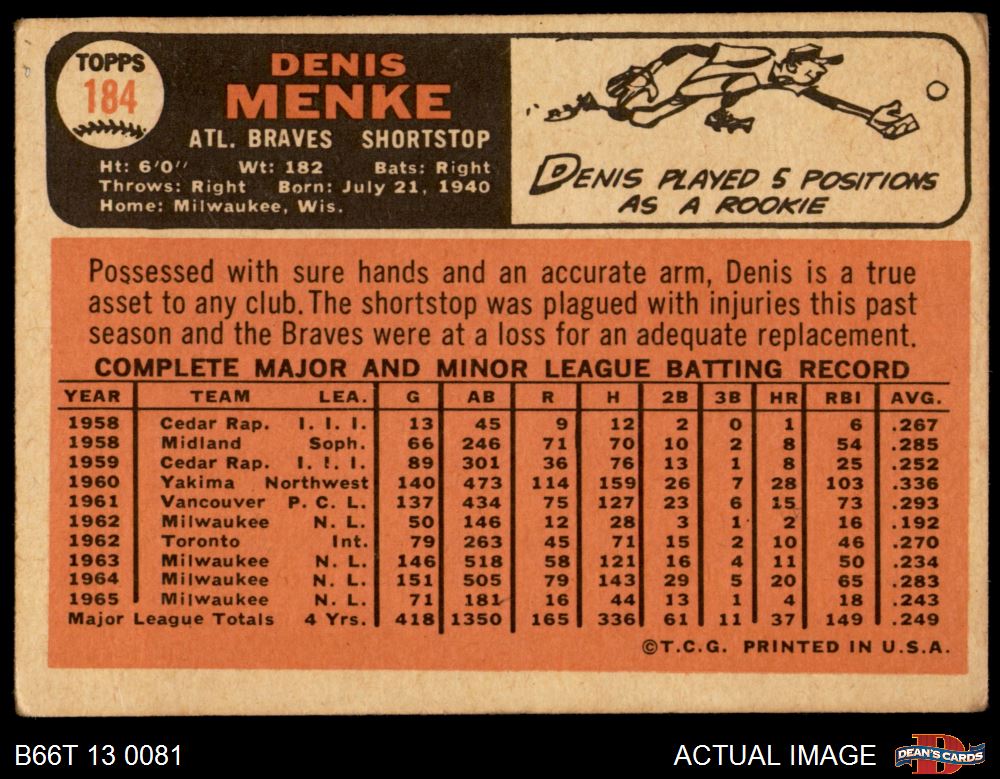 TOPPS
184
DENIS
MENKE
ATL. BRAVES SHORTSTOP
Ht: 6'0" Wt: 182 Bats: Right
Throws: Right Born: July 21, 1940
Home: Milwaukee, Wis.
DENIS PLAYED 5 POSITIONS
AS A ROOKIE
Possessed with sure hands and an accurate arm, Denis is a true
asset to any club. The shortstop was plagued with injuries this past
season and the Braves were at a loss for an adequate replacement.
COMPLETE MAJOR AND MINOR LEAGUE BATTING RECORD
YEAR TEAM LEA. G AB R H 2B 3B HR RBI AVG.
1958 Cedar Rap. I. I. I. 13 45 9 12 2 0 1 6 .267
1958 Midland Soph. 66 246 71 70 10 2 8 54 .285
1959 Cedar Rap. I. I. I. 89 301 36 76 13 1 8 25 .252
1960 Yakima Northwest 140 473 114 159 26 7 28 103 .336
1961 Vancouver P. C. L. 137 434 75 127 23 6 15 73 .293
1962 Milwaukee N. L. 50 146 12 28 3 1 2 16 .192
1962 Toronto Int. 79 263 45 71 15 2 10 46 .270
1963 Milwaukee N. L. 146 518 58 121 16 4 11 50 .234
1964 Milwaukee N. L. 151 505 79 143 29 5 20 65 .283
1965 Milwaukee N. L. 71 181 16 44 13 1 4 18 .243
Major League Totals 4 Yrs. 418 1350 165 336 61 11 37 149 .249
©T.C.G. PRINTED IN U.S.A.
B66T 13 0081
ACTUAL IMAGE
DEAN'S CARDS